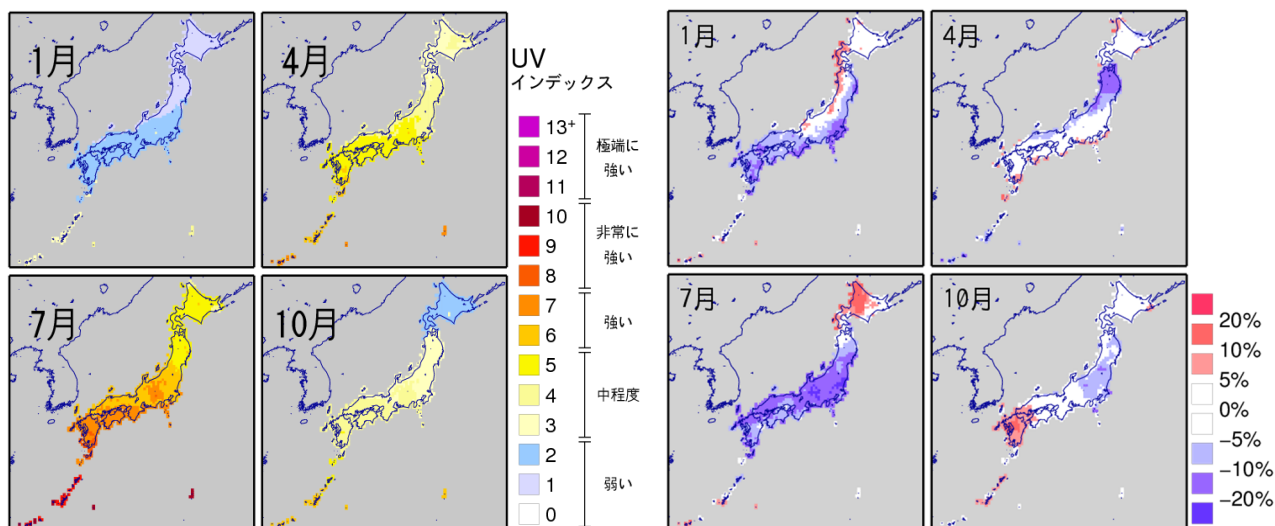 1月
4月
7月
10月
UV
インデックス
13+
12
11
10
9
8
7
6
5
4
3
2
1
0
極端に
強い
非常に
強い
強い
中程度
弱い
1月
4月
7月
10月
20%
10%
5%
0%
−5%
−10%
−20%